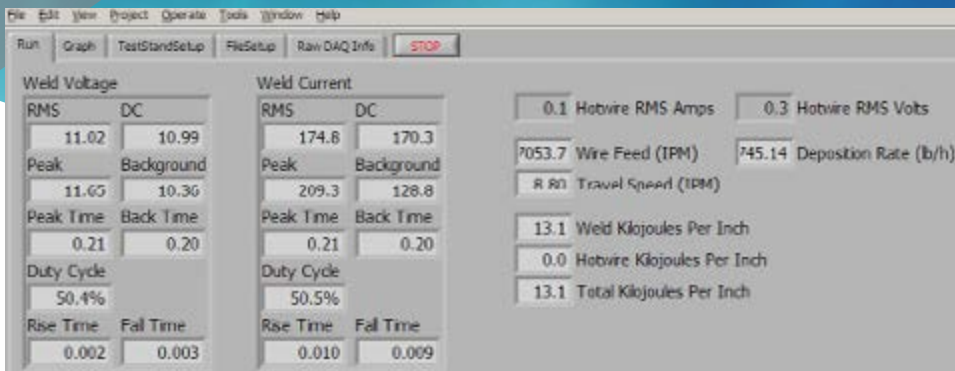 File Edit View Project Operate Tools Window Help
Run Graph TestStandSetup FileSetup Raw DAQ Info STOP
Weld Voltage
RMS DC
11.02 10.99
Peak Background
11.65 10.36
Peak Time Back Time
0.21 0.20
Duty Cycle
50.4%
Rise Time Fall Time
0.002 0.003
Weld Current
RMS DC
174.8 170.3
Peak Background
209.3 128.8
Peak Time Back Time
0.21 0.20
Duty Cycle
50.5%
Rise Time Fall Time
0.010 0.009
0.1 Hotwire RMS Amps 0.3 Hotwire RMS Volts
7053.7 Wire Feed (IPM) 745.14 Deposition Rate (lb/h)
8.80 Travel Speed (IPM)
13.1 Weld Kilojoules Per Inch
0.0 Hotwire Kilojoules Per Inch
13.1 Total Kilojoules Per Inch